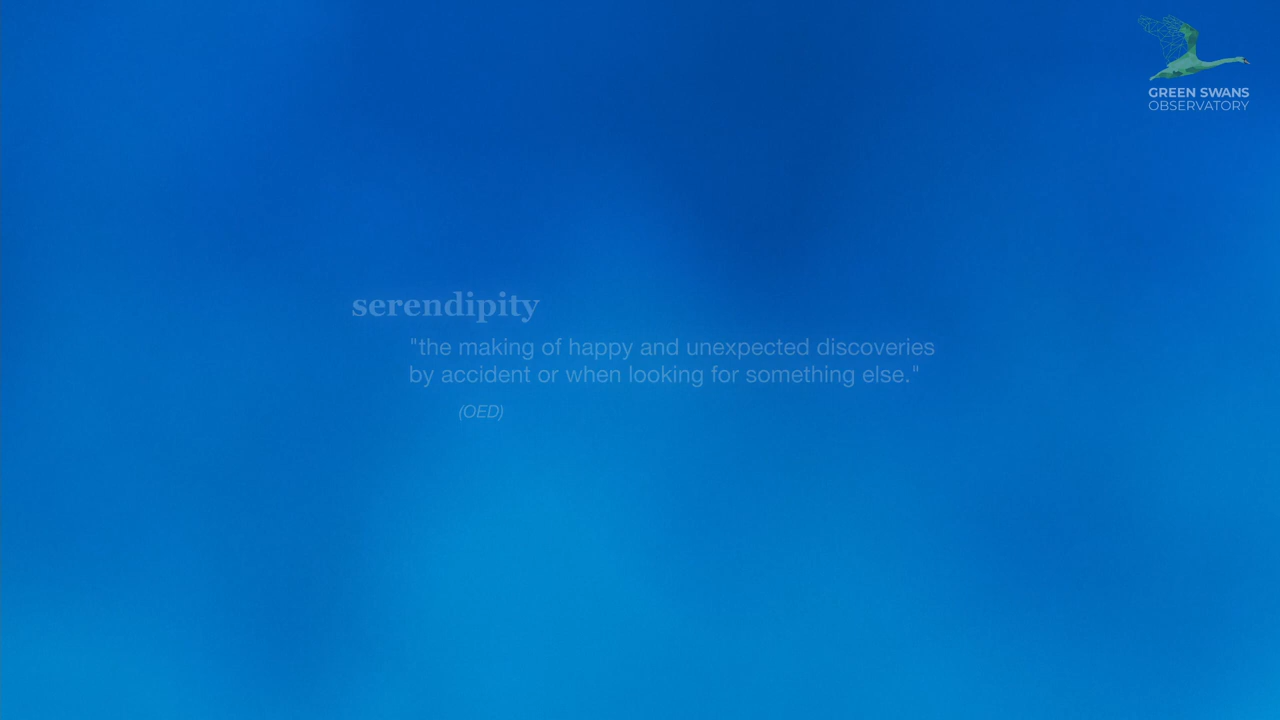 GREEN SWANS
OBSERVATORY
serendipity
"the making of happy and unexpected discoveries
by accident or when looking for something else."
(OED)